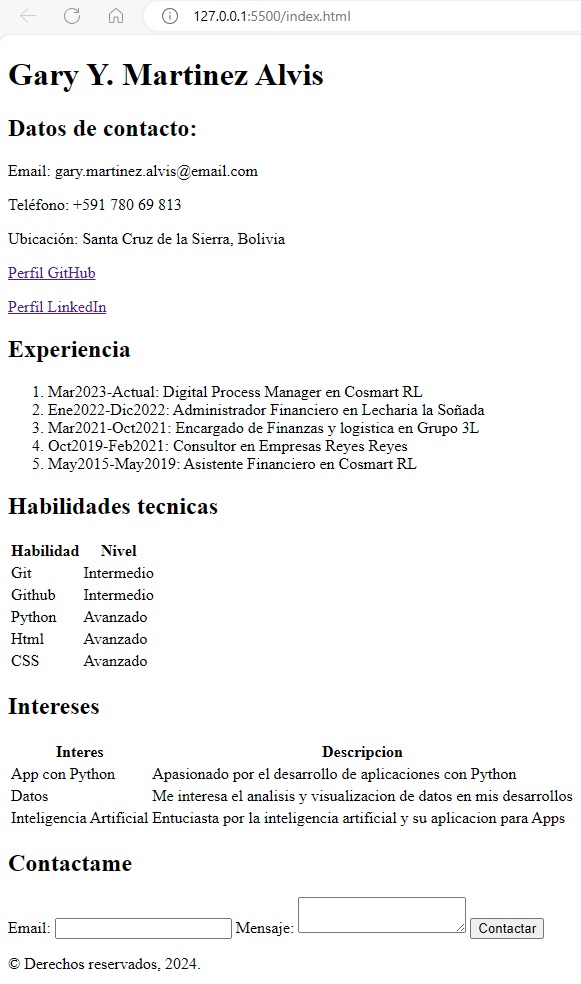 127.0.0.1:5500/index.html
Gary Y. Martinez Alvis
Datos de contacto:
Email: gary.martinez.alvis@email.com
Teléfono: +591 780 69 813
Ubicación: Santa Cruz de la Sierra, Bolivia
Perfil GitHub
Perfil LinkedIn
Experiencia
1. Mar2023-Actual: Digital Process Manager en Cosmart RL
2. Ene2022-Dic2022: Administrador Financiero en Lecharia la Soñada
3. Mar2021-Oct2021: Encargado de Finanzas y logistica en Grupo 3L
4. Oct2019-Feb2021: Consultor en Empresas Reyes Reyes
5. May2015-May2019: Asistente Financiero en Cosmart RL
Habilidades tecnicas
Habilidad Nivel
Git Intermedio
Github Intermedio
Python Avanzado
Html Avanzado
CSS Avanzado
Intereses
Interes Descripcion
App con Python Apasionado por el desarollo de aplicaciones con Python
Datos Me interesa el analisis y visualizacion de datos en mis desarrollos
Inteligencia Artificial Entuciasta por la inteligencia artificial y su aplicacion para Apps
Contactame
Email: Mensaje: Contactar
© Derechos reservados, 2024.